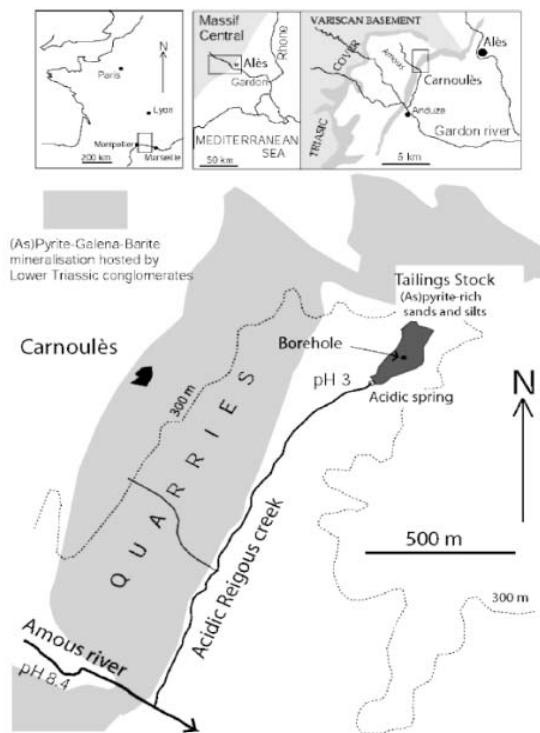 Paris
N
Lyon
Montpellier
Marseille
200 km
Massif
Central
Alès
Gardon
Rhone
MEDITERRANEAN
SEA
50 km
VARISCAN BASEMENT
COVER
Amous
Alès
Carnoulès
Anduze
TRIASIC
Gardon river
5 km
(As)Pyrite-Galena-Barite
mineralisation hosted by
Lower Triassic conglomerates
Tailings Stock
(As)pyrite-rich
sands and silts
Carnoulès
Borehole
N
pH 3
Acidic spring
300 m
QUARRIES
Acidic Reigous creek
500 m
300 m
Amous river
pH 8.4